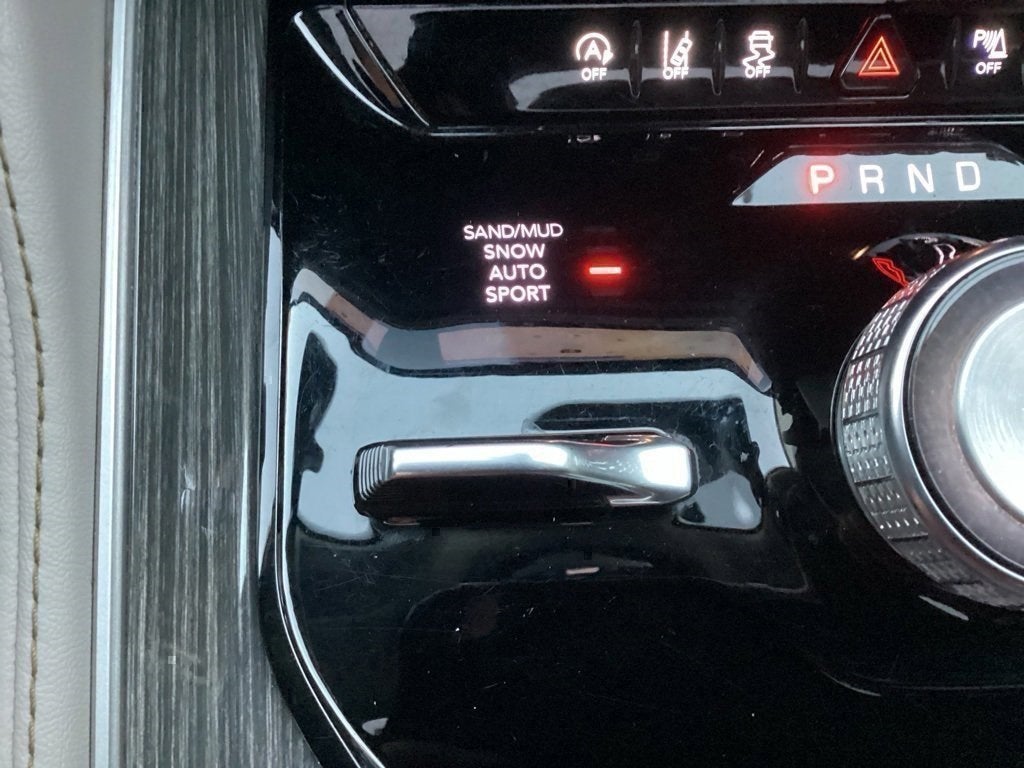 A
OFF
OFF
OFF
P
OFF
P R N D
SAND/MUD
SNOW
AUTO
SPORT